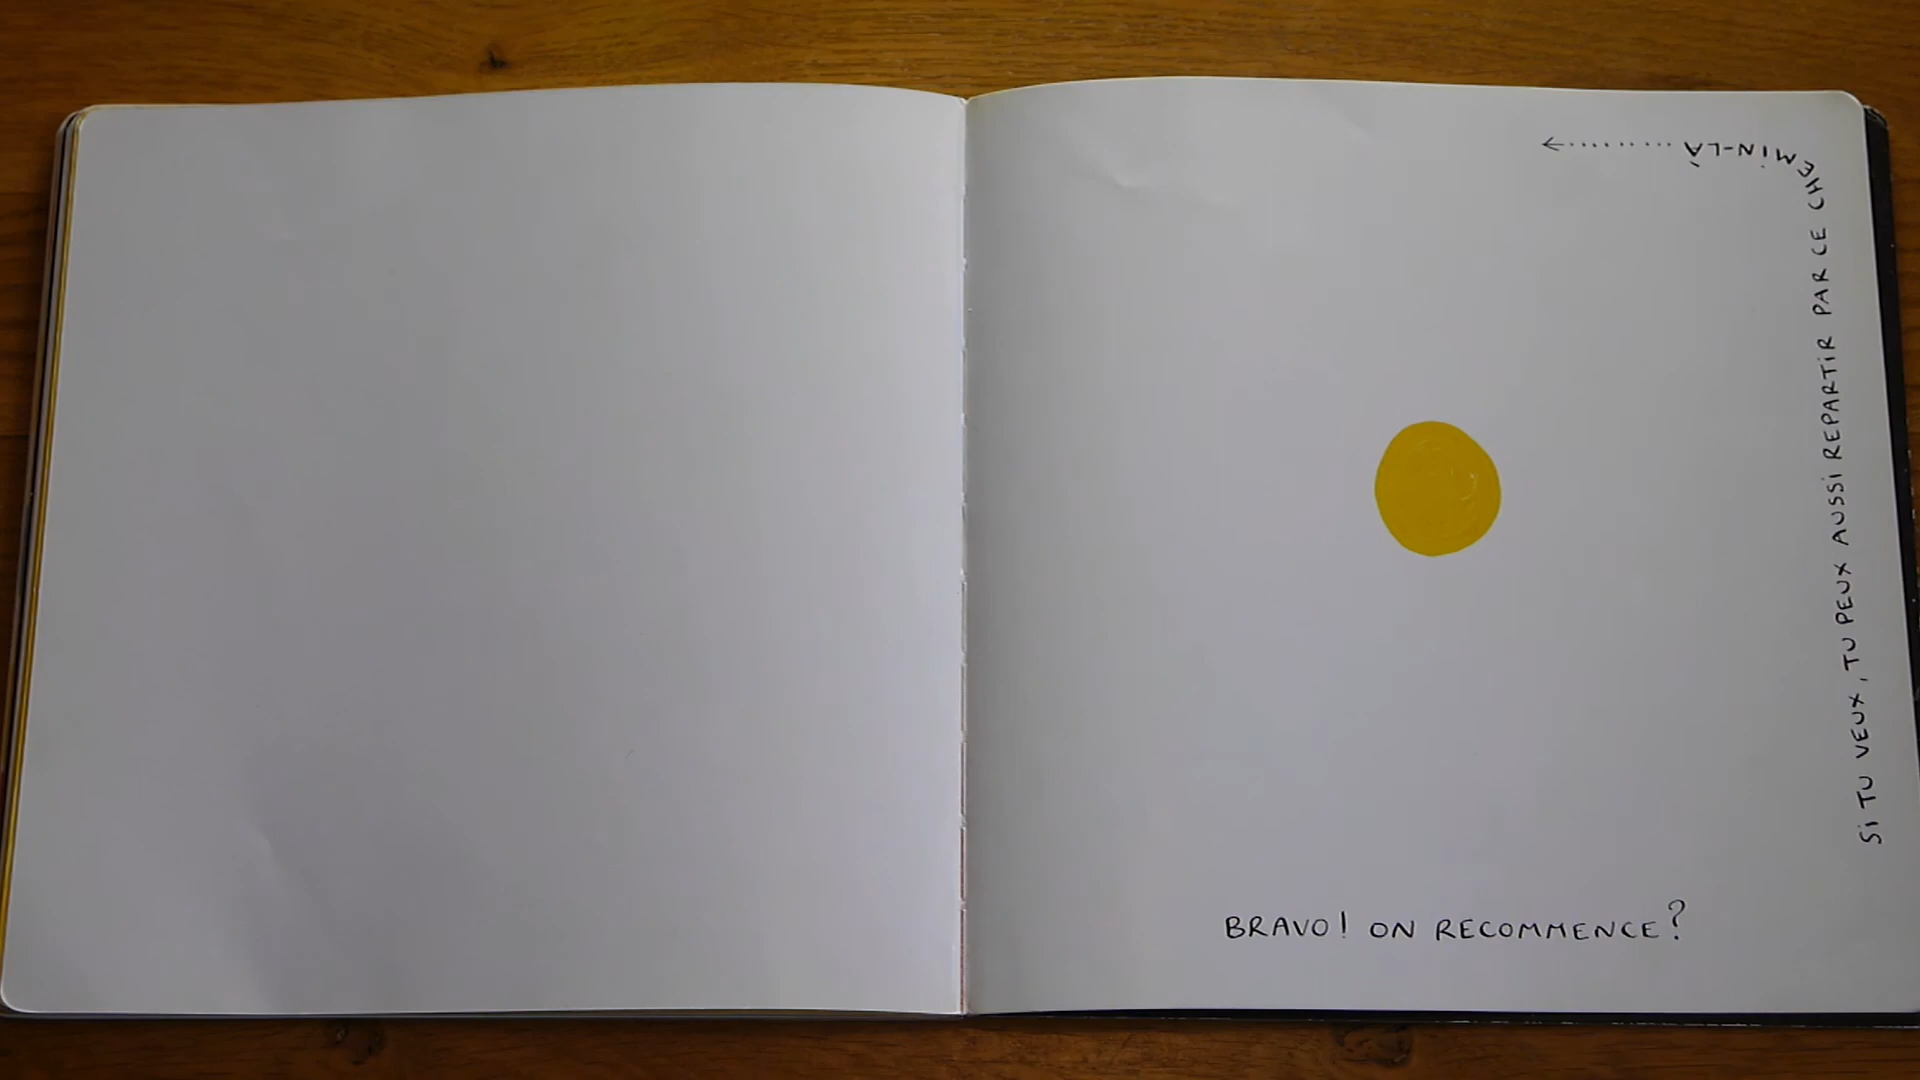 SI TU VEUX, TU PEUX AUSSI REPARTIR PAR CE CHEMIN-LÀ
BRAVO! ON RECOMMENCE?